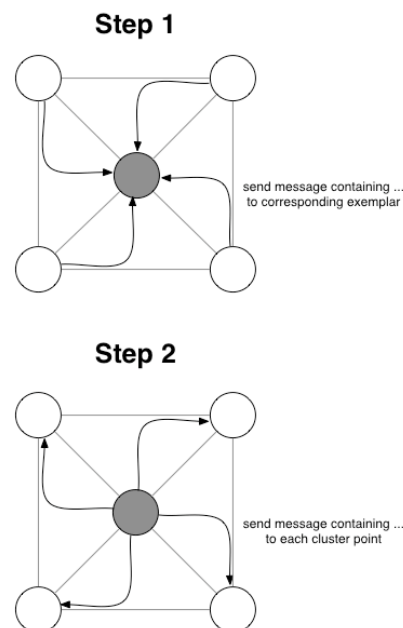 Step 1
send message containing ...
to corresponding exemplar
Step 2
send message containing ...
to each cluster point